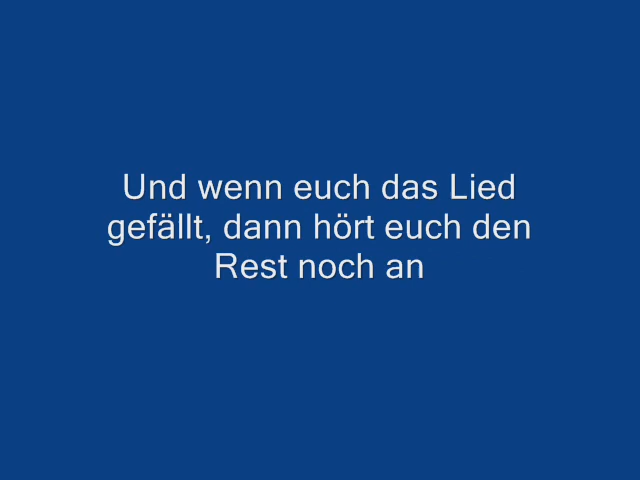 Und wenn euch das Lied
gefällt, dann hört euch den
Rest noch an